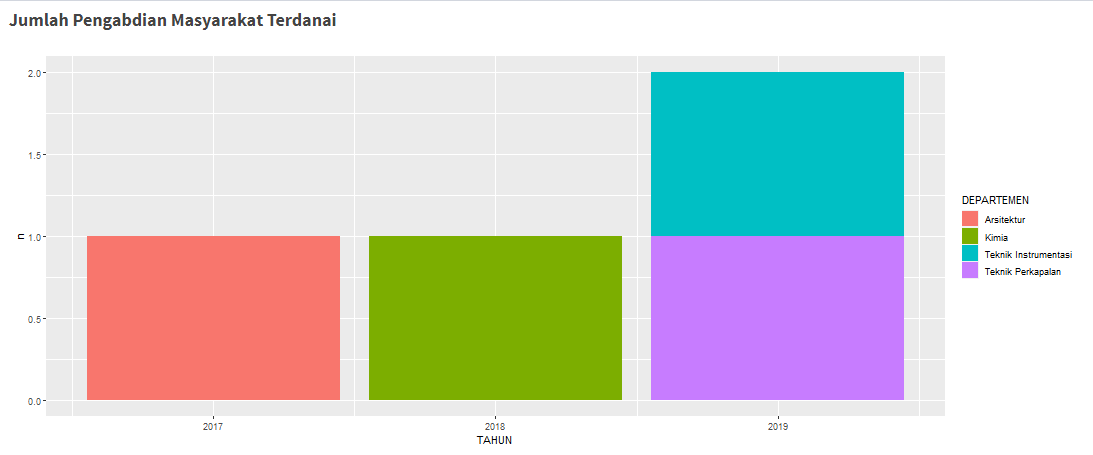 Jumlah Pengabdian Masyarakat Terdanai
2.0
1.5
1.0
0.5
0.0
n
2017
2018
2019
TAHUN
DEPARTEMEN
Arsitektur
Kimia
Teknik Instrumentasi
Teknik Perkapalan